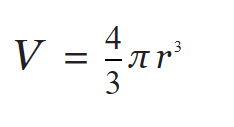 V = 4/3 π r³